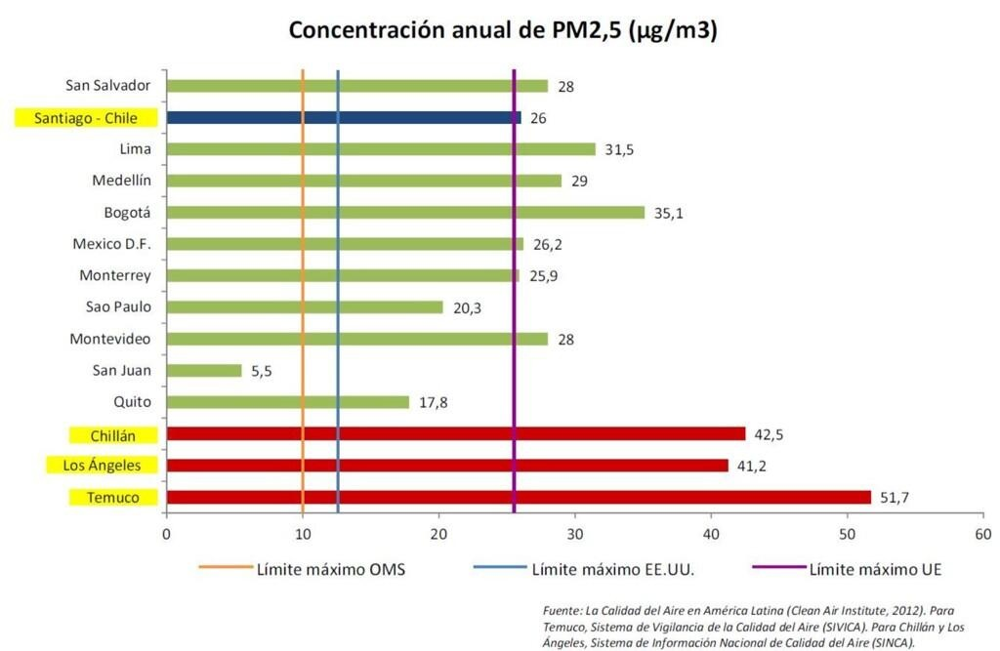 Concentración anual de PM2,5 (µg/m3)
San Salvador 28
Santiago - Chile 26
Lima 31,5
Medellín 29
Bogotá 35,1
Mexico D.F. 26,2
Monterrey 25,9
Sao Paulo 20,3
Montevideo 28
San Juan 5,5
Quito 17,8
Chillán 42,5
Los Ángeles 41,2
Temuco 51,7
0 10 20 30 40 50 60
Límite máximo OMS Límite máximo EE.UU. Límite máximo UE
Fuente: La Calidad del Aire en América Latina (Clean Air Institute, 2012). Para
Temuco, Sistema de Vigilancia de la Calidad del Aire (SIVICA). Para Chillán y Los
Ángeles, Sistema de Información Nacional de Calidad del Aire (SINCA).